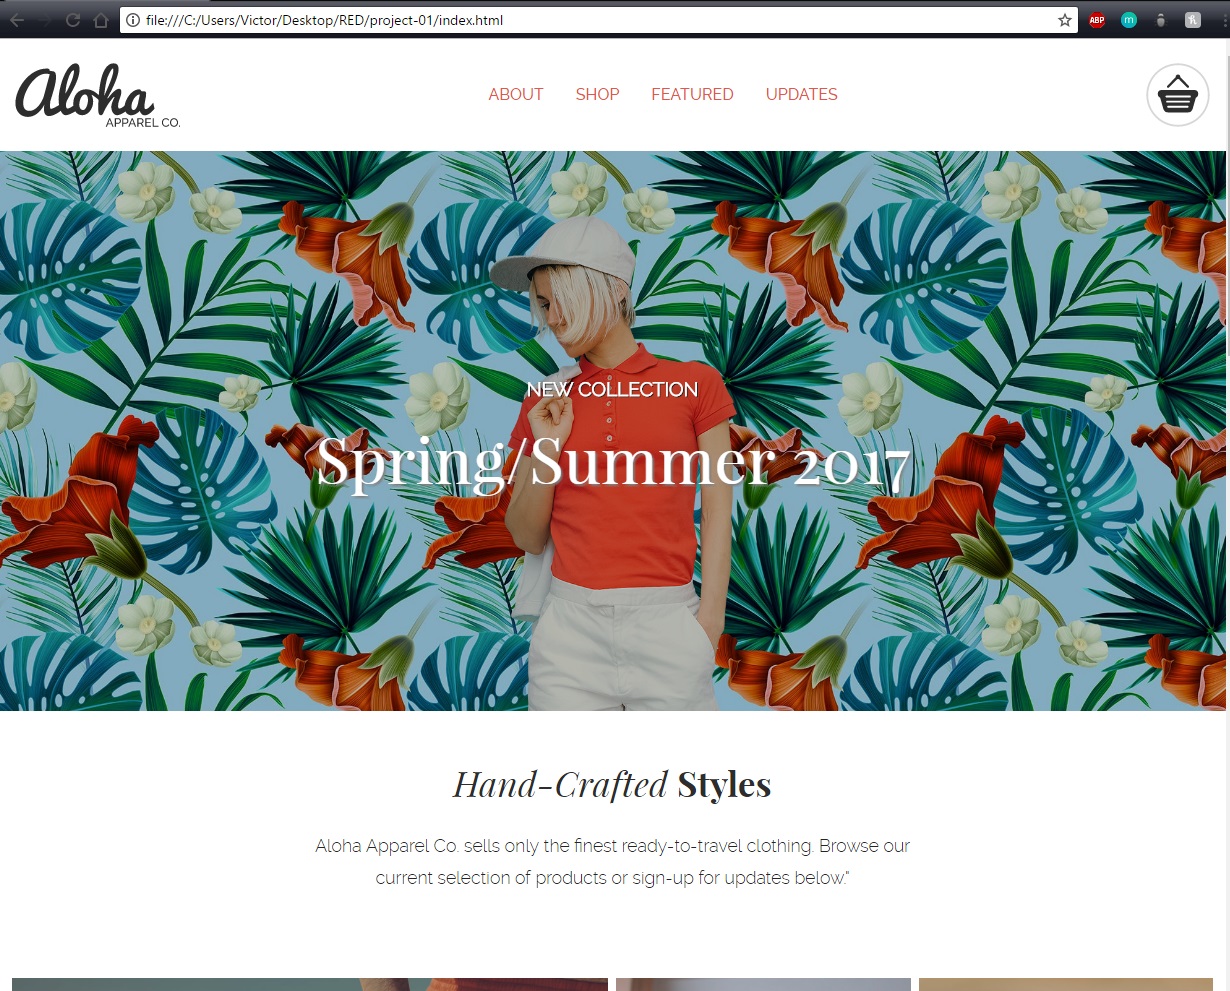 file:///C:/Users/Victor/Desktop/RED/project-01/index.html
ABP
m
Aloha
APPAREL CO.
ABOUT SHOP FEATURED UPDATES
NEW COLLECTION
Spring/Summer 2017
Hand-Crafted Styles
Aloha Apparel Co. sells only the finest ready-to-travel clothing. Browse our
current selection of products or sign-up for updates below."